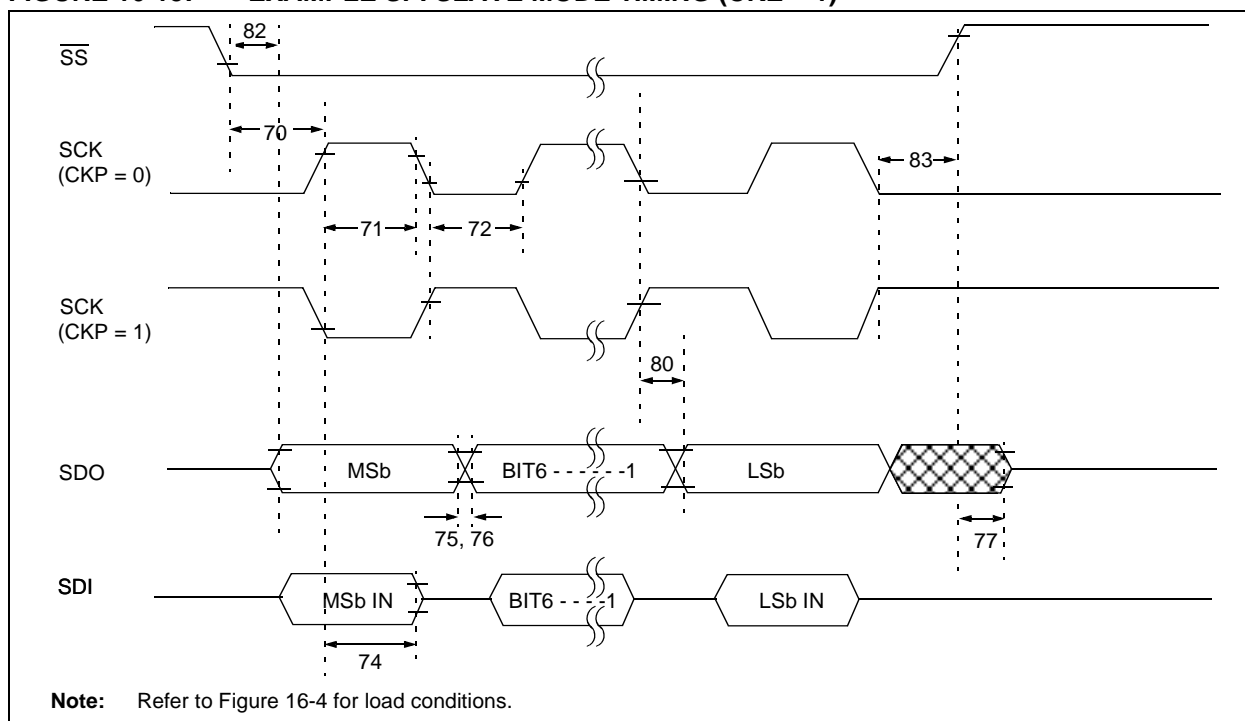 82
SS
70
SCK
(CKP = 0)
83
71
72
SCK
(CKP = 1)
80
SDO
MSb
BIT6 - - - - - -1
LSb
75, 76
77
SDI
MSb IN
BIT6 - - - -1
LSb IN
74
Note: Refer to Figure 16-4 for load conditions.